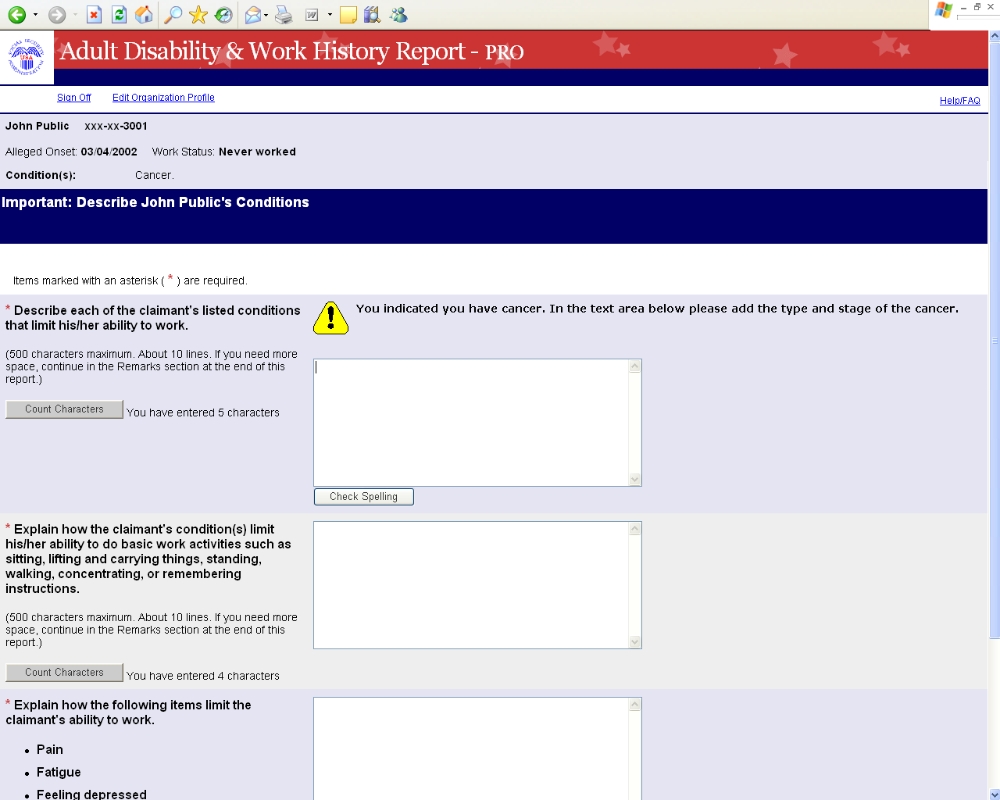 Adult Disability & Work History Report - PRO
SOCIAL SECURITY
USA
ADMINISTRATION
Sign Off Edit Organization Profile
Help/FAQ
John Public xxx-xx-3001
Alleged Onset: 03/04/2002 Work Status: Never worked
Condition(s): Cancer.
Important: Describe John Public's Conditions
Items marked with an asterisk ( * ) are required.
* Describe each of the claimant's listed conditions
that limit his/her ability to work.
You indicated you have cancer. In the text area below please add the type and stage of the cancer.
(500 characters maximum. About 10 lines. If you need more
space, continue in the Remarks section at the end of this
report.)
Count Characters You have entered 5 characters
Check Spelling
* Explain how the claimant's condition(s) limit
his/her ability to do basic work activities such as
sitting, lifting and carrying things, standing,
walking, concentrating, or remembering
instructions.
(500 characters maximum. About 10 lines. If you need more
space, continue in the Remarks section at the end of this
report.)
Count Characters You have entered 4 characters
* Explain how the following items limit the
claimant's ability to work.
• Pain
• Fatigue
• Feeling depressed